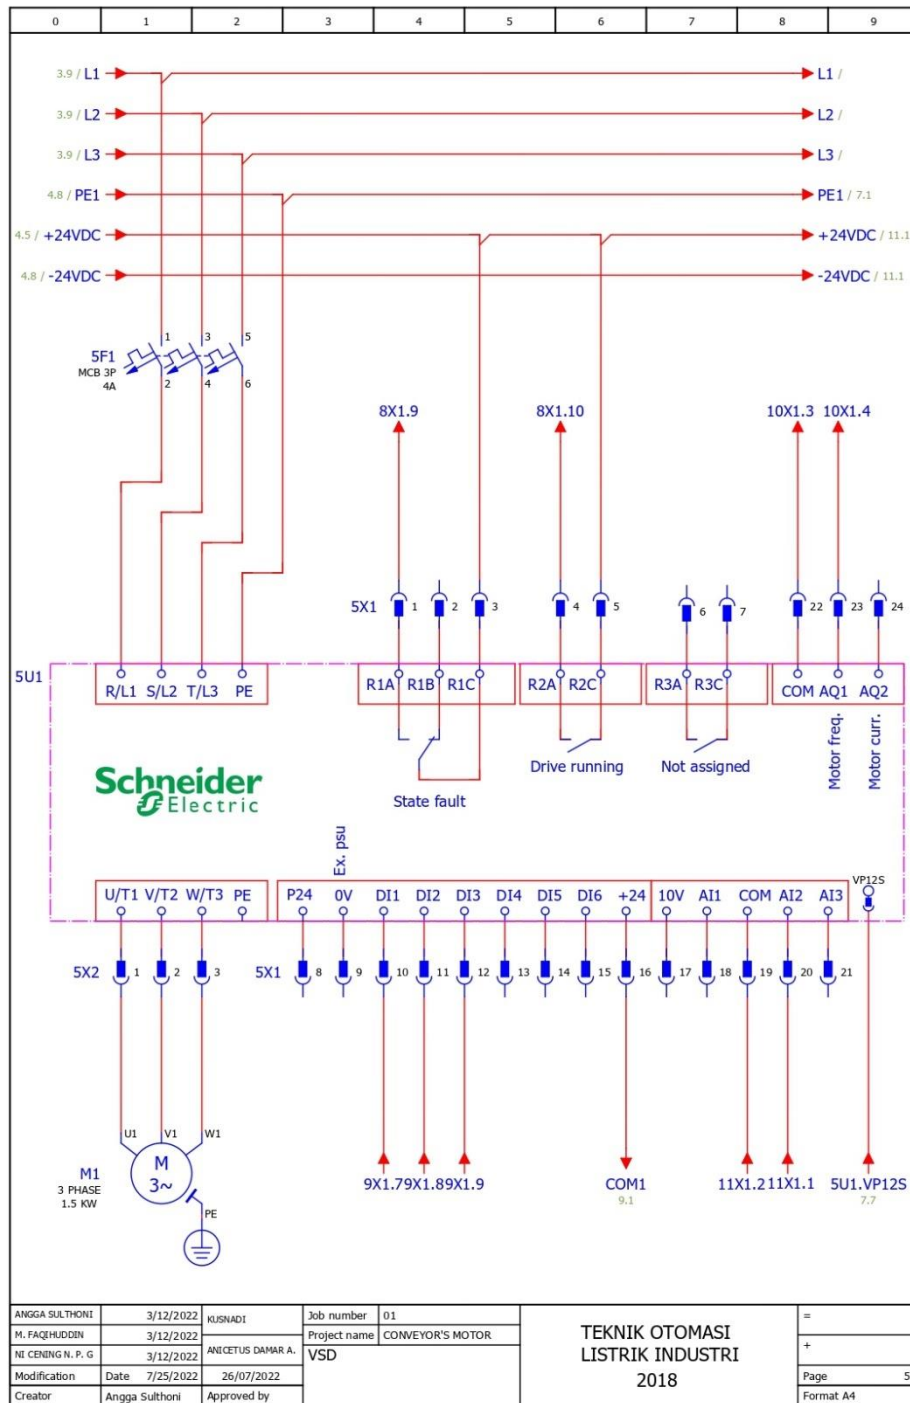 0 1 2 3 4 5 6 7 8 9
3.9 / L1 L1 /
3.9 / L2 L2 /
3.9 / L3 L3 /
4.8 / PE1 PE1 / 7.1
4.5 / +24VDC +24VDC / 11.1
4.8 / -24VDC -24VDC / 11.1
1 3 5
5F1
MCB 3P
4A
2 4 6
8X1.9 8X1.10 10X1.3 10X1.4
5X1 1 2 3 4 5 6 7 22 23 24
5U1
R/L1 S/L2 T/L3 PE R1A R1B R1C R2A R2C R3A R3C COM AQ1 AQ2
Motor freq.
Motor curr.
State fault
Drive running
Not assigned
Schneider
Electric
Ex. psu
VP12S
U/T1 V/T2 W/T3 PE P24 0V DI1 DI2 DI3 DI4 DI5 DI6 +24 10V AI1 COM AI2 AI3
5X2 1 2 3 5X1 8 9 10 11 12 13 14 15 16 17 18 19 20 21
U1 V1 W1
M1
3 PHASE
1.5 KW
M
3~
PE
9X1.7 9X1.8 9X1.9 COM1 11X1.2 11X1.1 5U1.VP12S
9.1 7.7
ANGGA SULTHONI 3/12/2022 KUSNADI Job number 01
M. FAQIHUDDIN 3/12/2022 Project name CONVEYOR'S MOTOR
NI CENING N. P. G 3/12/2022 ANICETUS DAMAR A. VSD
Modification Date 7/25/2022 26/07/2022
Creator Angga Sulthoni Approved by
TEKNIK OTOMASI
LISTRIK INDUSTRI
2018
=
+
Page 5
Format A4